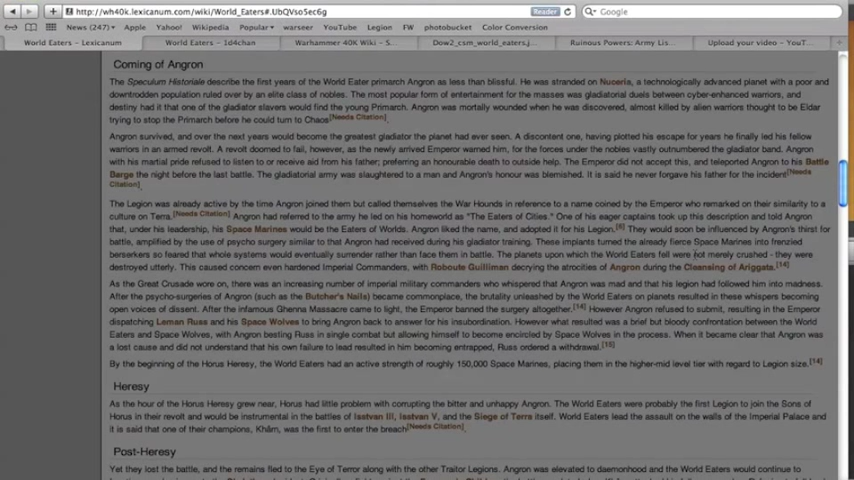 http://wh40k.lexicanum.com/wiki/World_Eaters#.UbQVso5ec6g
Reader
Google
News (247)▾ Apple Yahoo! Wikipedia Popular▾ warseer YouTube Legion FW photobucket Color Conversion
World Eaters - Lexicanum
World Eaters - 1d4chan
Warhammer 40K Wiki - S...
Dow2_csm_world_eaters.j...
Ruinous Powers: Army Lis...
Upload your video - YouT...
Coming of Angron
The Speculum Historiale describe the first years of the World Eater primarch Angron as less than blissful. He was stranded on Nuceria, a technologically advanced planet with a poor and
downtrodden population ruled over by an elite class of nobles. The most popular form of entertainment for the masses was gladiatorial duels between cyber-enhanced warriors, and
destiny had it that one of the gladiator slavers would find the young Primarch. Angron was mortally wounded when he was discovered, almost killed by alien warriors thought to be Eldar
trying to stop the Primarch before he could turn to Chaos[Needs Citation].
Angron survived, and over the next years would become the greatest gladiator the planet had ever seen. A discontent one, having plotted his escape for years he finally led his fellow
warriors in an armed revolt. A revolt doomed to fail, however, as the newly arrived Emperor warned him, for the forces under the nobles vastly outnumbered the gladiator band. Angron
with his martial pride refused to listen to or receive aid from his father; preferring an honourable death to outside help. The Emperor did not accept this, and teleported Angron to his Battle
Barge the night before the last battle. The gladiatorial army was slaughtered to a man and Angron's honour was blemished. It is said he never forgave his father for the incident[Needs
Citation].
The Legion was already active by the time Angron joined them but called themselves the War Hounds in reference to a name coined by the Emperor who remarked on their similarity to a
culture on Terra.[Needs Citation] Angron had referred to the army he led on his homeworld as "The Eaters of Cities." One of his eager captains took up this description and told Angron
that, under his leadership, his Space Marines would be the Eaters of Worlds. Angron liked the name, and adopted it for his Legion.[6] They would soon be influenced by Angron's thirst for
battle, amplified by the use of psycho surgery similar to that Angron had received during his gladiator training. These implants turned the already fierce Space Marines into frenzied
berserkers so feared that whole systems would eventually surrender rather than face them in battle. The planets upon which the World Eaters fell were not merely crushed - they were
destroyed utterly. This caused concern even hardened Imperial Commanders, with Roboute Guilliman decrying the atrocities of Angron during the Cleansing of Ariggata.[14]
As the Great Crusade wore on, there was an increasing number of imperial military commanders who whispered that Angron was mad and that his legion had followed him into madness.
After the psycho-surgeries of Angron (such as the Butcher's Nails) became commonplace, the brutality unleashed by the World Eaters on planets resulted in these whispers becoming
open voices of dissent. After the infamous Ghenna Massacre came to light, the Emperor banned the surgery altogether.[14] However Angron refused to submit, resulting in the Emperor
dispatching Leman Russ and his Space Wolves to bring Angron back to answer for his insubordination. However what resulted was a brief but bloody confrontation between the World
Eaters and Space Wolves, with Angron besting Russ in single combat but allowing himself to become encircled by Space Wolves in the process. When it became clear that Angron was
a lost cause and did not understand that his own failure to lead resulted in him becoming entrapped, Russ ordered a withdrawal.[15]
By the beginning of the Horus Heresy, the World Eaters had an active strength of roughly 150,000 Space Marines, placing them in the higher-mid level tier with regard to Legion size.[14]
Heresy
As the hour of the Horus Heresy grew near, Horus had little problem with corrupting the bitter and unhappy Angron. The World Eaters were probably the first Legion to join the Sons of
Horus in their revolt and would be instrumental in the battles of Isstvan III, Isstvan V, and the Siege of Terra itself. World Eaters lead the assault on the walls of the Imperial Palace and
it is said that one of their champions, Khârn, was the first to enter the breach[Needs Citation].
Post-Heresy
Yet they lost the battle, and the remains fled to the Eye of Terror along with the other Traitor Legions. Angron was elevated to daemonhood and the World Eaters would continue to